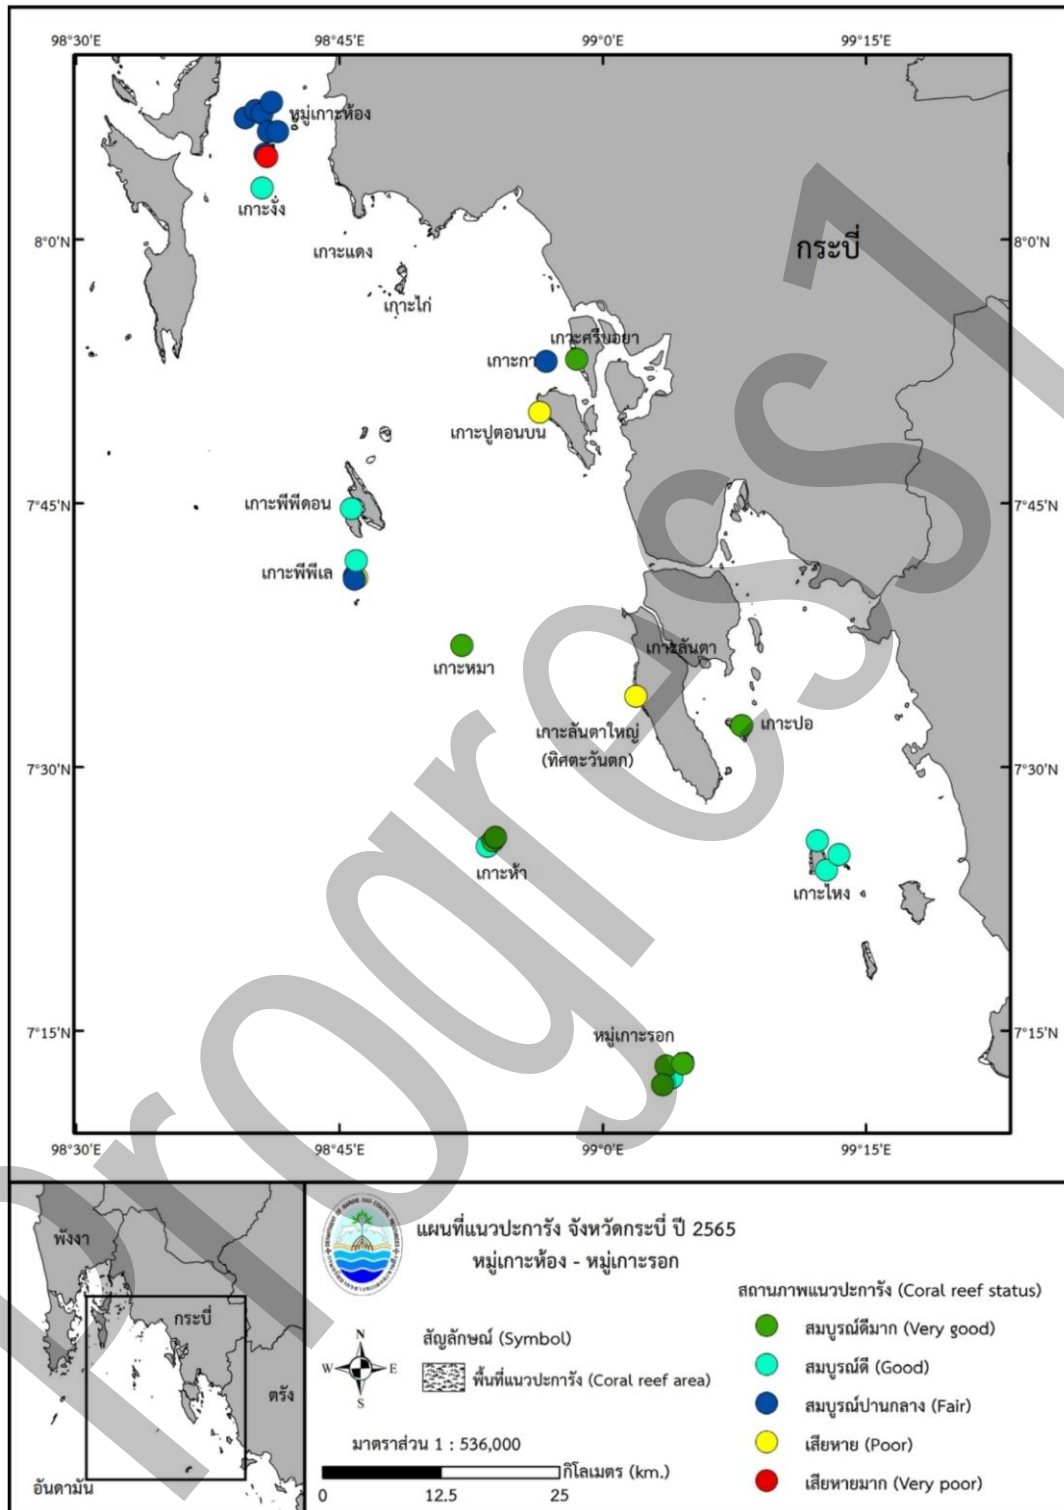 98°30'E 98°45'E 99°0'E 99°15'E
หมู่เกาะห้อง
เกาะงั่ง
8°0'N เกาะแดง กระบี่ 8°0'N
เกาะไก่
เกาะศรีบอยา
เกาะกา
เกาะปูตอนบน
7°45'N เกาะพีพีดอน 7°45'N
เกาะพีพีเล
เกาะลันตา
เกาะหมา
เกาะปอ
เกาะลันตาใหญ่
(ทิศตะวันตก)
7°30'N 7°30'N
เกาะห้า
เกาะไหง
7°15'N หมู่เกาะรอก 7°15'N
98°30'E 98°45'E 99°0'E 99°15'E
Progress1
พังงา
กระบี่
ตรัง
อันดามัน
แผนที่แนวปะการัง จังหวัดกระบี่ ปี 2565
หมู่เกาะห้อง - หมู่เกาะรอก
DEPARTMENT OF MARINE AND COASTAL RESOURCES
N
W E
S
สัญลักษณ์ (Symbol)
พื้นที่แนวปะการัง (Coral reef area)
มาตราส่วน 1 : 536,000
กิโลเมตร (km.)
0 12.5 25
สถานภาพแนวปะการัง (Coral reef status)
สมบูรณ์ดีมาก (Very good)
สมบูรณ์ดี (Good)
สมบูรณ์ปานกลาง (Fair)
เสียหาย (Poor)
เสียหายมาก (Very poor)